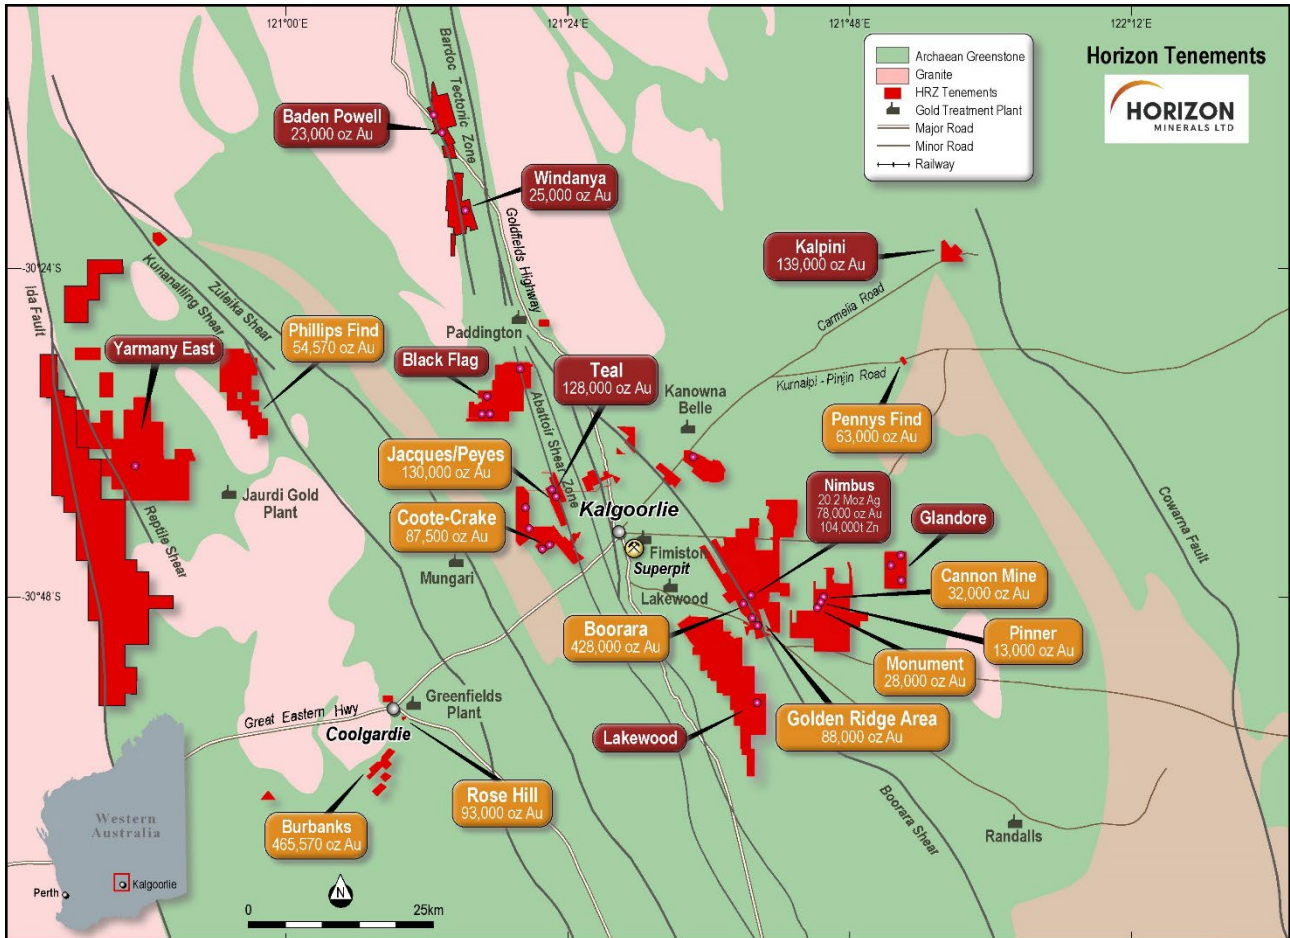 121°00'E
121°24'E
121°48'E
122°12'E
Archaean Greenstone
Granite
HRZ Tenements
Gold Treatment Plant
Major Road
Minor Road
Railway
Horizon Tenements
HORIZON
MINERALS LTD
Bardoc Tectonic Zone
Baden Powell
23,000 oz Au
Windanya
25,000 oz Au
Goldfields Highway
Kalpini
139,000 oz Au
-30°24'S
Ida Fault
Kunanalling Shear
Zuleika Shear
Carmelia Road
Phillips Find
54,570 oz Au
Paddington
Yarmany East
Black Flag
Teal
128,000 oz Au
Kanowna
Belle
Kurnalpi - Pinjin Road
Abattoir Shear Zone
Pennys Find
63,000 oz Au
Jacques/Peyes
130,000 oz Au
Jaurdi Gold
Plant
Reptile Shear
Coote-Crake
87,500 oz Au
Kalgoorlie
Nimbus
20.2 Moz Ag
78,000 oz Au
104,000t Zn
Glandore
Cowarna Fault
Fimiston
Superpit
Mungari
Lakewood
Cannon Mine
32,000 oz Au
-30°48'S
Boorara
428,000 oz Au
Pinner
13,000 oz Au
Monument
28,000 oz Au
Greenfields
Plant
Great Eastern Hwy
Coolgardie
Lakewood
Golden Ridge Area
88,000 oz Au
Rose Hill
93,000 oz Au
Boorara Shear
Randalls
Burbanks
465,570 oz Au
Western
Australia
Perth
Kalgoorlie
N
0
25km